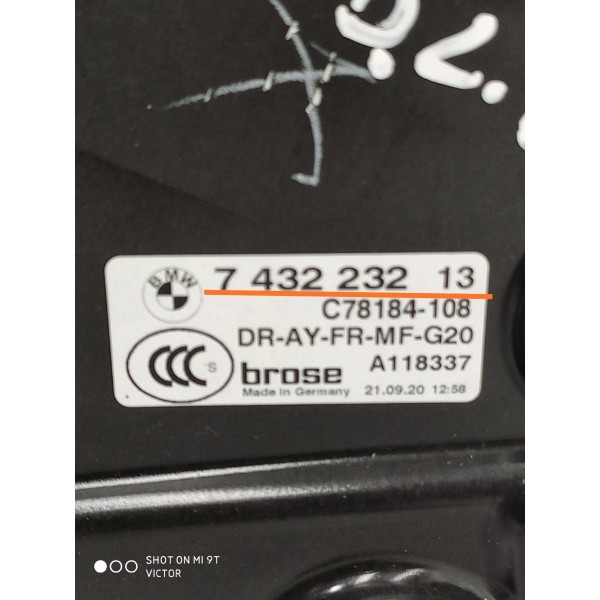 BMW
7 432 232 13
C78184-108
DR-AY-FR-MF-G20
CCC S
brose
A118337
Made in Germany
21.09.20 12:58
SHOT ON MI 9T
VICTOR